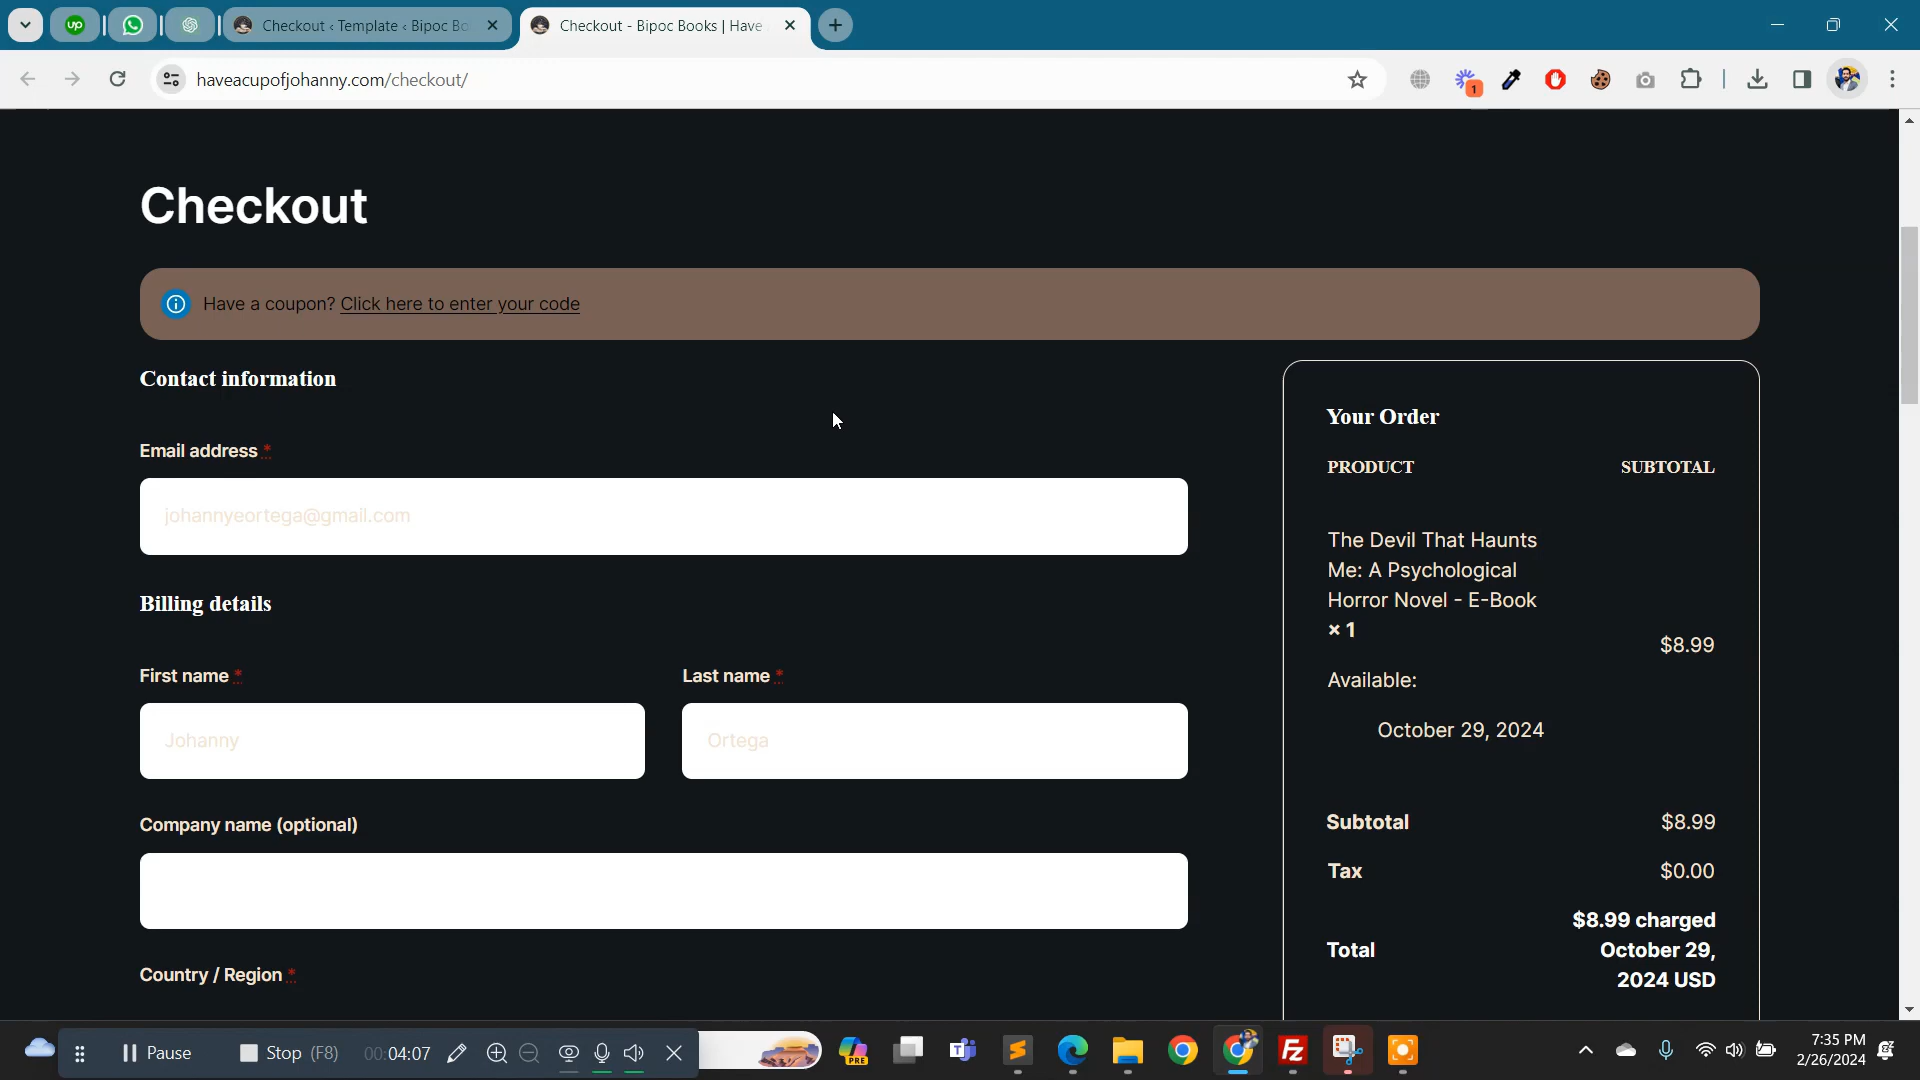 up
Checkout ‹ Template ‹ Bipoc Bo
Checkout - Bipoc Books | Have
haveacupofjohanny.com/checkout/
1
Checkout
Have a coupon? Click here to enter your code
Contact information
Email address *
johannyeortega@gmail.com
Billing details
First name *
Last name *
Johanny
Ortega
Company name (optional)
Country / Region *
Your Order
PRODUCT
SUBTOTAL
The Devil That Haunts
Me: A Psychological
Horror Novel - E-Book
× 1
$8.99
Available:
October 29, 2024
Subtotal
$8.99
Tax
$0.00
Total
$8.99 charged
October 29,
2024 USD
Pause
Stop (F8)
00:04:07
PRE
7:35 PM
2/26/2024